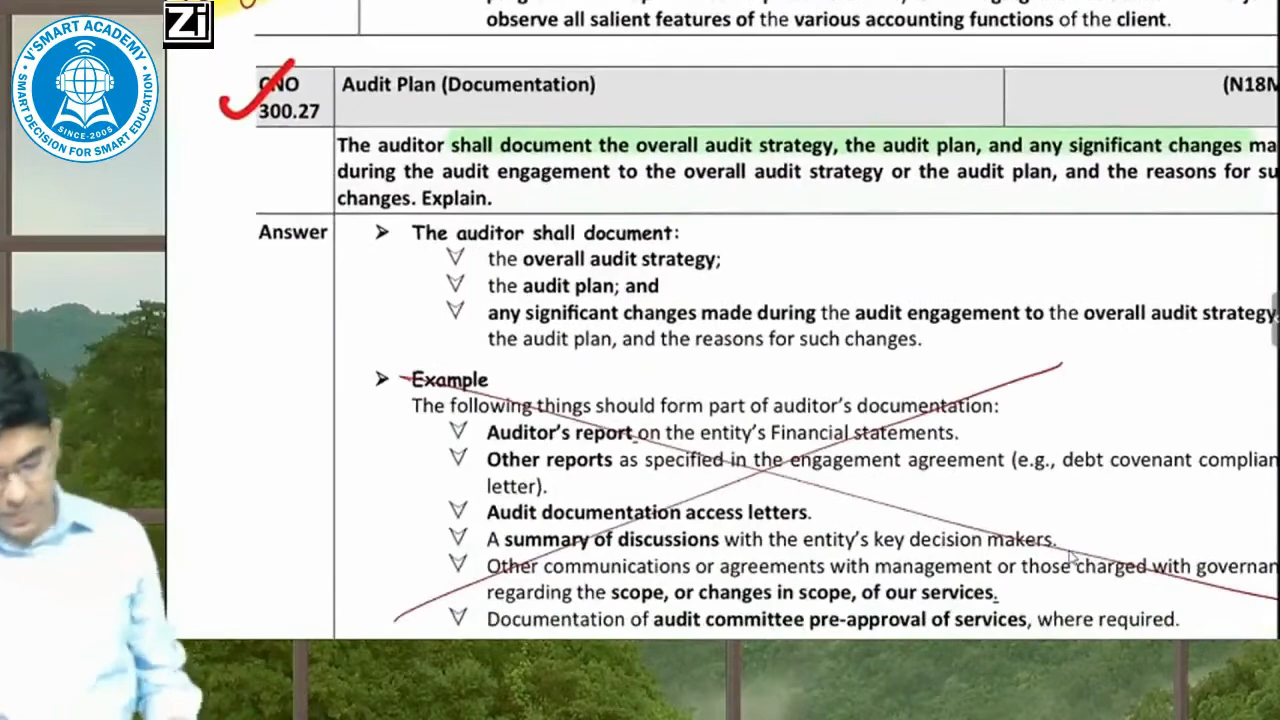 V'SMART ACADEMY
SINCE-2005
SMART DECISION FOR SMART EDUCATION
Zi
observe all salient features of the various accounting functions of the client.
QNO
300.27
Audit Plan (Documentation)
(N18M
The auditor shall document the overall audit strategy, the audit plan, and any significant changes ma
during the audit engagement to the overall audit strategy or the audit plan, and the reasons for su
changes. Explain.
Answer
➤ The auditor shall document:
the overall audit strategy;
the audit plan; and
any significant changes made during the audit engagement to the overall audit strategy
the audit plan, and the reasons for such changes.
➤ Example
The following things should form part of auditor's documentation:
Auditor's report on the entity's Financial statements.
Other reports as specified in the engagement agreement (e.g., debt covenant complian
letter).
Audit documentation access letters.
A summary of discussions with the entity's key decision makers.
Other communications or agreements with management or those charged with governan
regarding the scope, or changes in scope, of our services.
Documentation of audit committee pre-approval of services, where required.